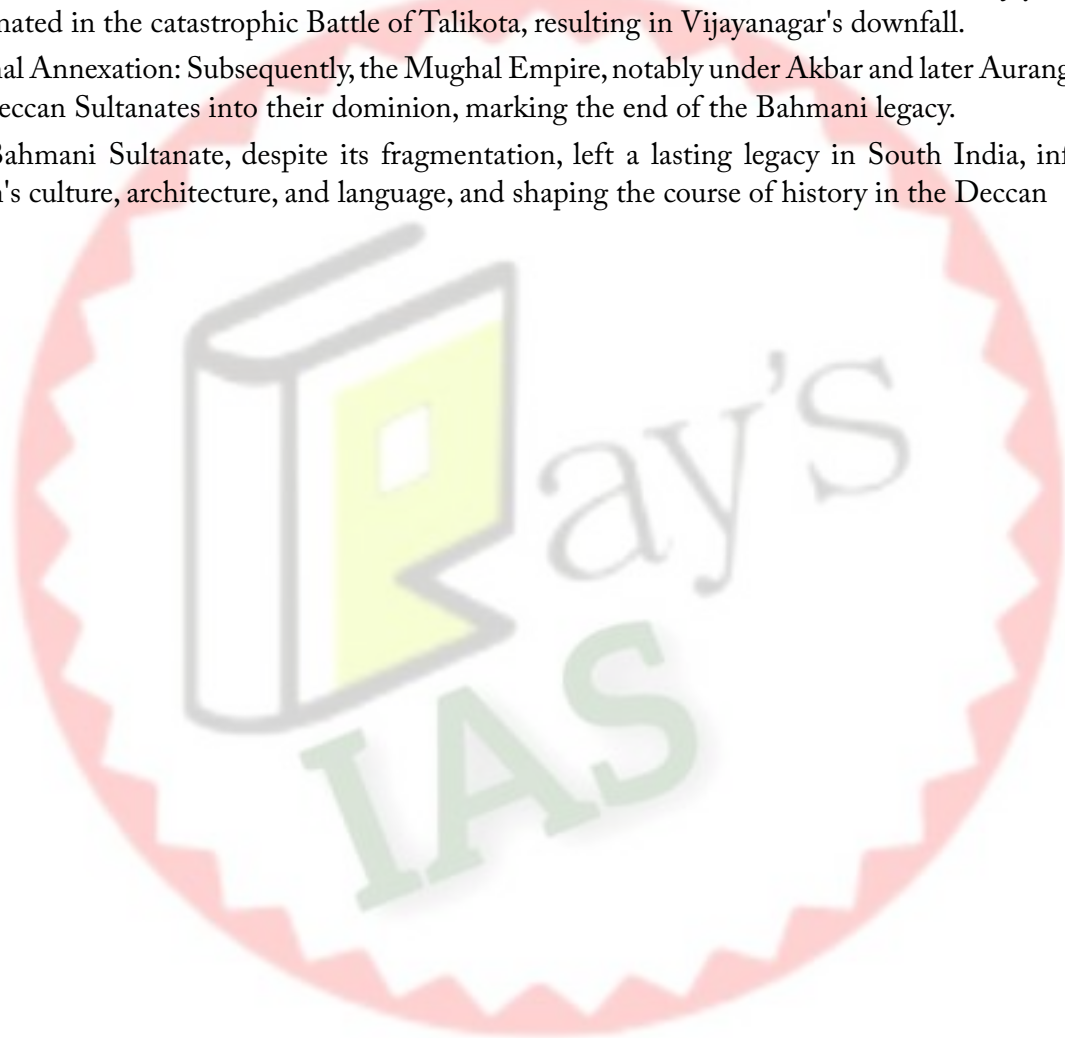 nated in the catastrophic Battle of Talikota, resulting in Vijayanagar's downfall.
al Annexation: Subsequently, the Mughal Empire, notably under Akbar and later Aurang
eccan Sultanates into their dominion, marking the end of the Bahmani legacy.
Bahmani Sultanate, despite its fragmentation, left a lasting legacy in South India, inf
's culture, architecture, and language, and shaping the course of history in the Deccan
ay's
IAS